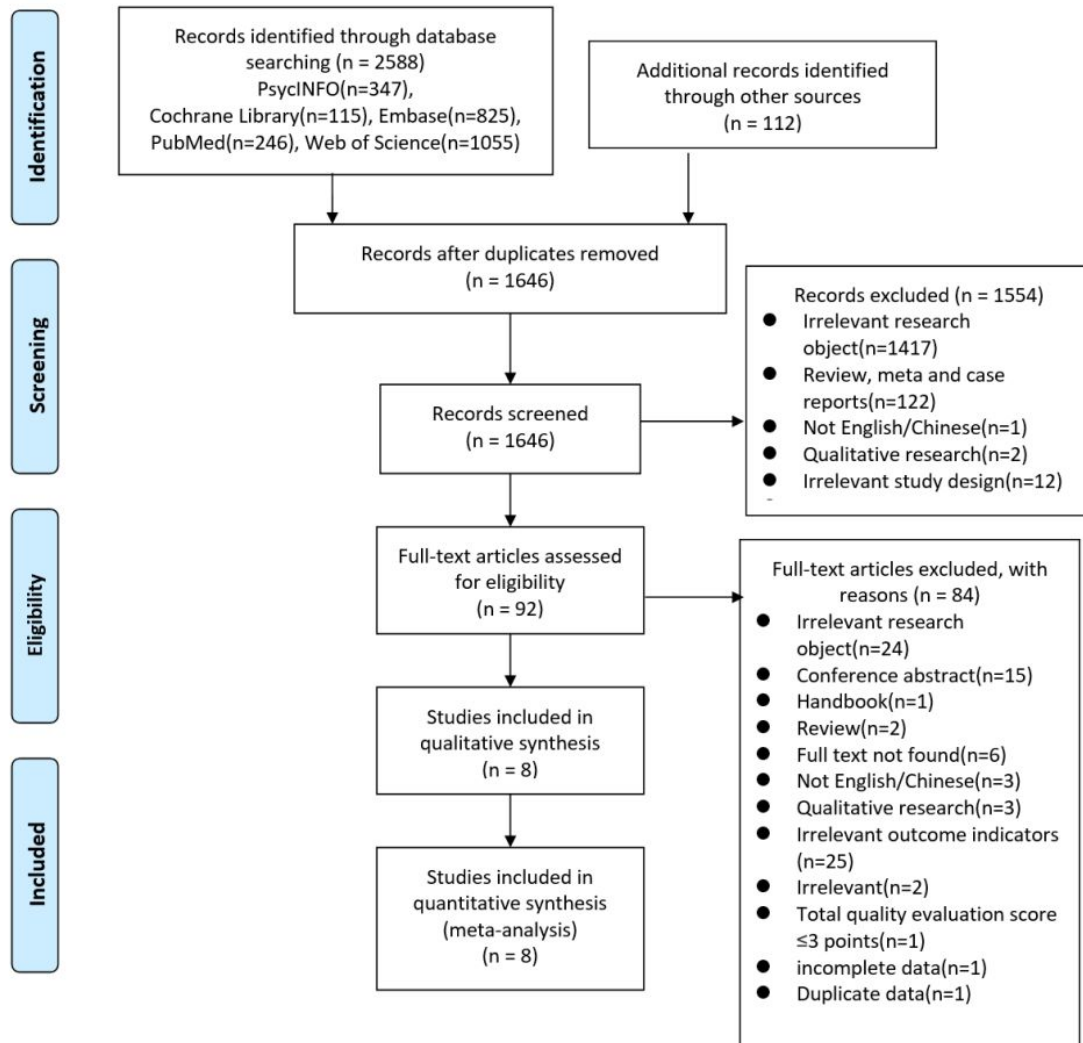 Identification
Records identified through database
searching (n = 2588)
PsycINFO(n=347),
Cochrane Library(n=115), Embase(n=825),
PubMed(n=246), Web of Science(n=1055)
Additional records identified
through other sources
(n = 112)
Records after duplicates removed
(n = 1646)
Screening
Records screened
(n = 1646)
Records excluded (n = 1554)
● Irrelevant research
object(n=1417)
● Review, meta and case
reports(n=122)
● Not English/Chinese(n=1)
● Qualitative research(n=2)
● Irrelevant study design(n=12)
Eligibility
Full-text articles assessed
for eligibility
(n = 92)
Full-text articles excluded, with
reasons (n = 84)
● Irrelevant research
object(n=24)
● Conference abstract(n=15)
● Handbook(n=1)
● Review(n=2)
● Full text not found(n=6)
● Not English/Chinese(n=3)
● Qualitative research(n=3)
● Irrelevant outcome indicators
(n=25)
● Irrelevant(n=2)
● Total quality evaluation score
≤3 points(n=1)
● incomplete data(n=1)
● Duplicate data(n=1)
Studies included in
qualitative synthesis
(n = 8)
Included
Studies included in
quantitative synthesis
(meta-analysis)
(n = 8)